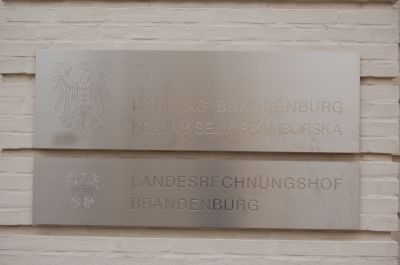 LANDTAG BRANDENBURG
KRAJNY SEJM BRAMBORSKA
LANDESRECHNUNGSHOF
BRANDENBURG